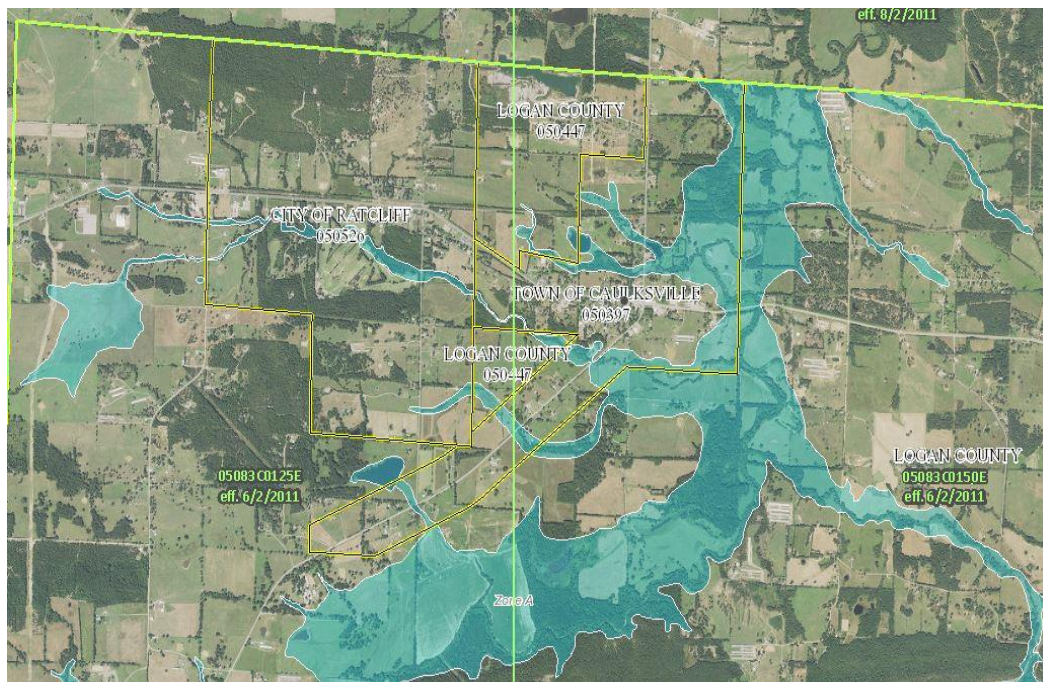 eff. 8/2/2011
LOGAN COUNTY
050447
CITY OF RATCLIFF
050526
TOWN OF CAULKSVILLE
050397
LOGAN COUNTY
050447
05083C0125E
eff. 6/2/2011
LOGAN COUNTY
05083C0150E
eff. 6/2/2011
Zone A